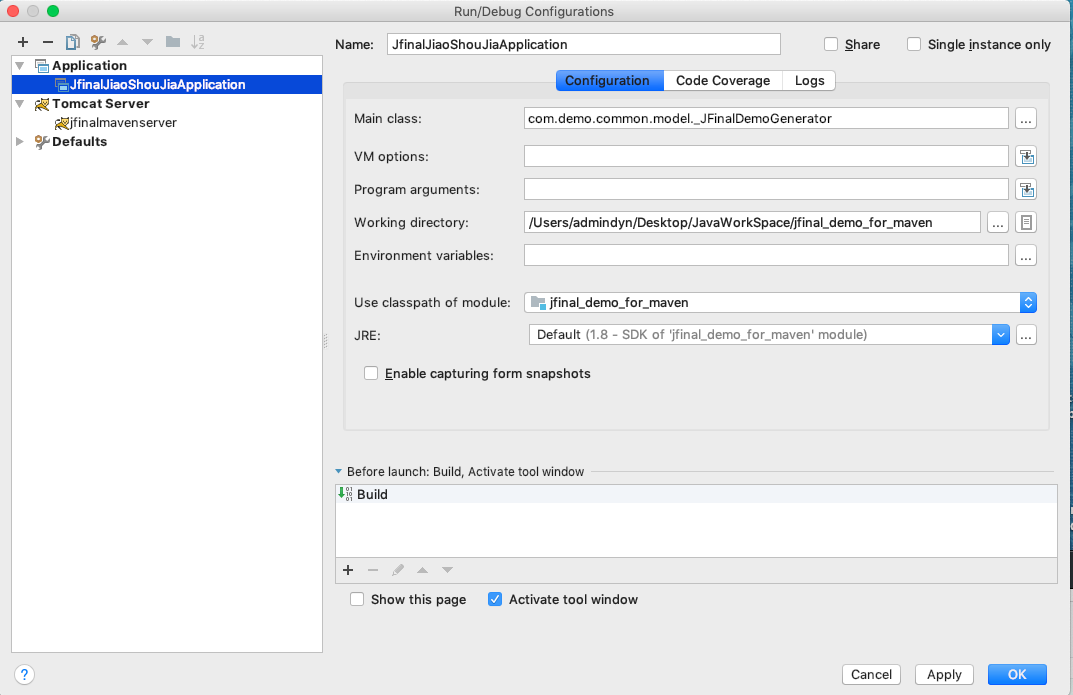 Run/Debug Configurations
Name: JfinalJiaoShouJiaApplication Share Single instance only
Application
JfinalJiaoShouJiaApplication
Tomcat Server
jfinalmavenserver
Defaults
Configuration Code Coverage Logs
Main class: com.demo.common.model._JFinalDemoGenerator ...
VM options:
Program arguments:
Working directory: /Users/admindyn/Desktop/JavaWorkSpace/jfinal_demo_for_maven ...
Environment variables: ...
Use classpath of module: jfinal_demo_for_maven
JRE: Default (1.8 - SDK of 'jfinal_demo_for_maven' module) ...
Enable capturing form snapshots
Before launch: Build, Activate tool window
Build
Show this page Activate tool window
? Cancel Apply OK